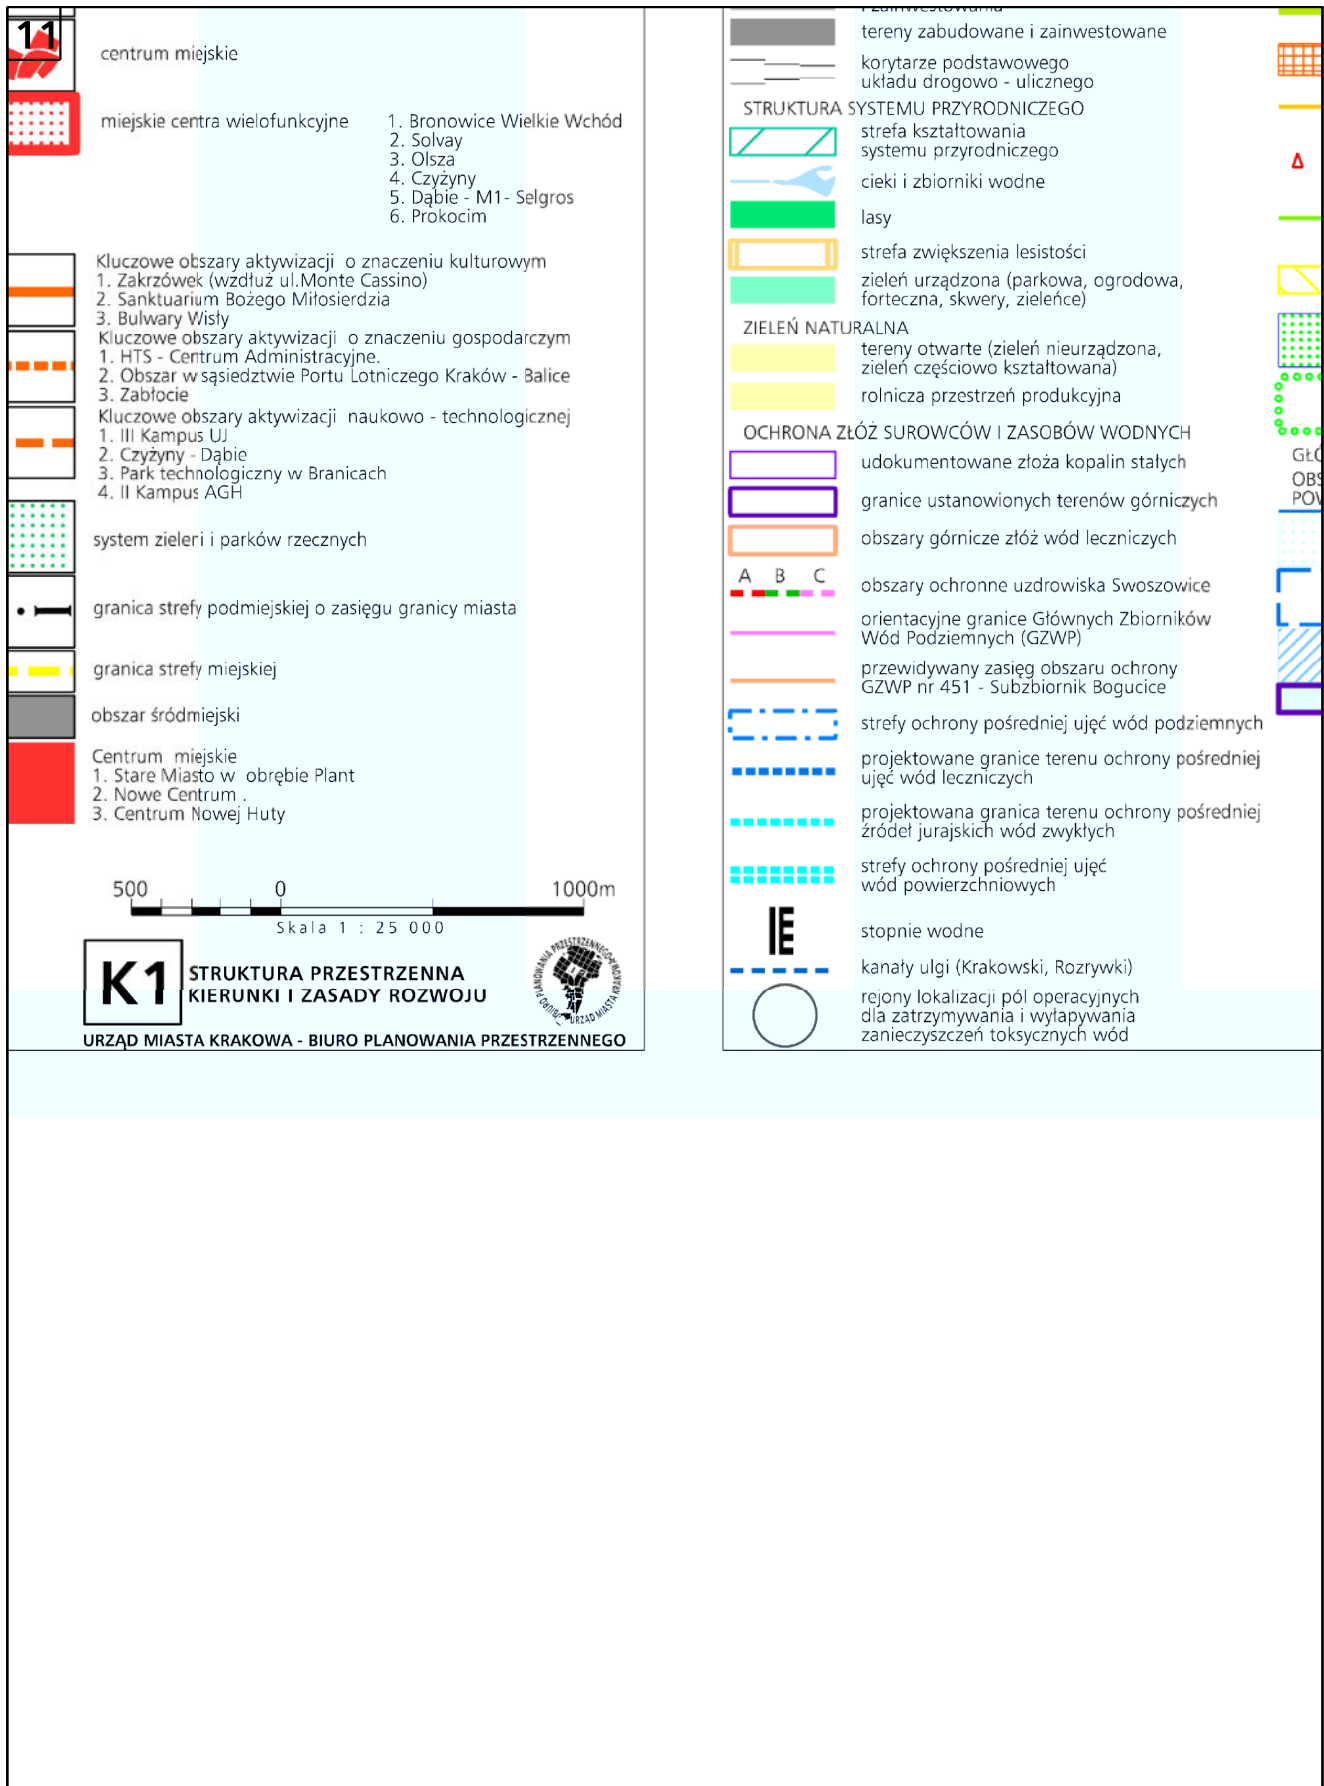 11
centrum miejskie
miejskie centra wielofunkcyjne
1. Bronowice Wielkie Wchód
2. Solvay
3. Olsza
4. Czyżyny
5. Dąbie - M1- Selgros
6. Prokocim
Kluczowe obszary aktywizacji o znaczeniu kulturowym
1. Zakrzówek (wzdłuż ul.Monte Cassino)
2. Sanktuarium Bożego Miłosierdzia
3. Bulwary Wisły
Kluczowe obszary aktywizacji o znaczeniu gospodarczym
1. HTS - Centrum Administracyjne.
2. Obszar w sąsiedztwie Portu Lotniczego Kraków - Balice
3. Zabłocie
Kluczowe obszary aktywizacji naukowo - technologicznej
1. III Kampus UJ
2. Czyżyny - Dąbie
3. Park technologiczny w Branicach
4. II Kampus AGH
system zieleni i parków rzecznych
granica strefy podmiejskiej o zasięgu granicy miasta
granica strefy miejskiej
obszar śródmiejski
Centrum miejskie
1. Stare Miasto w obrębie Plant
2. Nowe Centrum .
3. Centrum Nowej Huty
500 0 1000m
Skala 1 : 25 000
K1
STRUKTURA PRZESTRZENNA
KIERUNKI I ZASADY ROZWOJU
BIURO PLANOWANIA PRZESTRZENNEGO
URZĄD MIASTA KRAKOWA
URZĄD MIASTA KRAKOWA - BIURO PLANOWANIA PRZESTRZENNEGO
i zainwestowania
tereny zabudowane i zainwestowane
korytarze podstawowego
układu drogowo - ulicznego
STRUKTURA SYSTEMU PRZYRODNICZEGO
strefa kształtowania
systemu przyrodniczego
cieki i zbiorniki wodne
lasy
strefa zwiększenia lesistości
zieleń urządzona (parkowa, ogrodowa,
forteczna, skwery, zieleńce)
ZIELEŃ NATURALNA
tereny otwarte (zieleń nieurządzona,
zieleń częściowo kształtowana)
rolnicza przestrzeń produkcyjna
OCHRONA ZŁÓŻ SUROWCÓW I ZASOBÓW WODNYCH
udokumentowane złoża kopalin stałych
granice ustanowionych terenów górniczych
obszary górnicze złóż wód leczniczych
A B C
obszary ochronne uzdrowiska Swoszowice
orientacyjne granice Głównych Zbiorników
Wód Podziemnych (GZWP)
przewidywany zasięg obszaru ochrony
GZWP nr 451 - Subzbiornik Bogucice
strefy ochrony pośredniej ujęć wód podziemnych
projektowane granice terenu ochrony pośredniej
ujęć wód leczniczych
projektowana granica terenu ochrony pośredniej
źródeł jurajskich wód zwykłych
strefy ochrony pośredniej ujęć
wód powierzchniowych
stopnie wodne
kanały ulgi (Krakowski, Rozrywki)
rejony lokalizacji pól operacyjnych
dla zatrzymywania i wyłapywania
zanieczyszczeń toksycznych wód